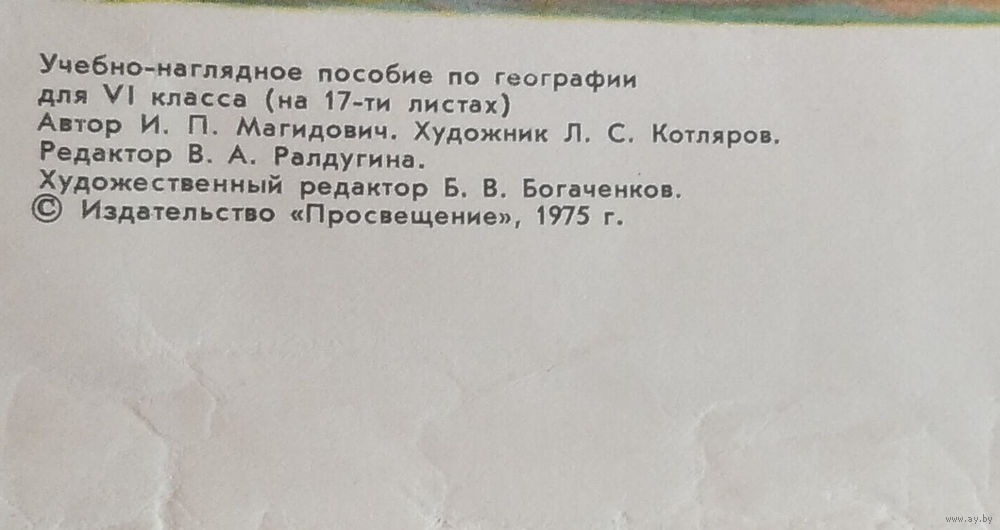 Учебно-наглядное пособие по географии
для VI класса (на 17-ти листах)
Автор И. П. Магидович. Художник Л. С. Котляров.
Редактор В. А. Ралдугина.
Художественный редактор Б. В. Богаченков.
© Издательство «Просвещение», 1975 г.
www.ay.by